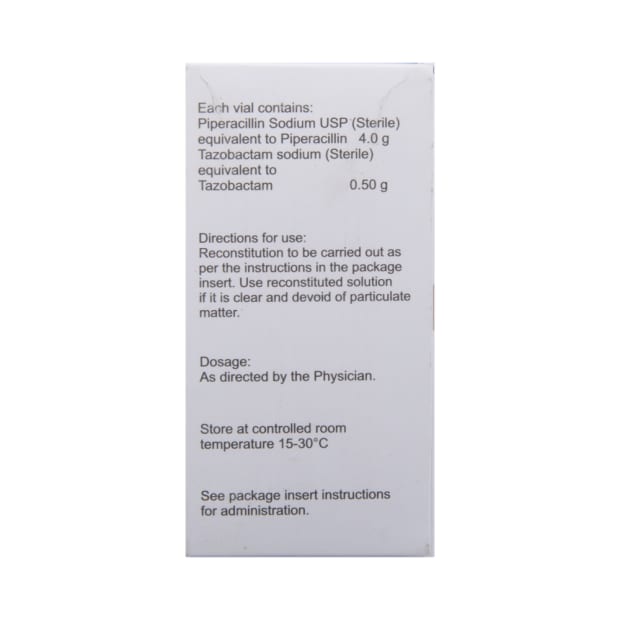 Each vial contains:
Piperacillin Sodium USP (Sterile)
equivalent to Piperacillin 4.0 g
Tazobactam sodium (Sterile)
equivalent to
Tazobactam 0.50 g
Directions for use:
Reconstitution to be carried out as
per the instructions in the package
insert. Use reconstituted solution
if it is clear and devoid of particulate
matter.
Dosage:
As directed by the Physician.
Store at controlled room
temperature 15-30°C
See package insert instructions
for administration.